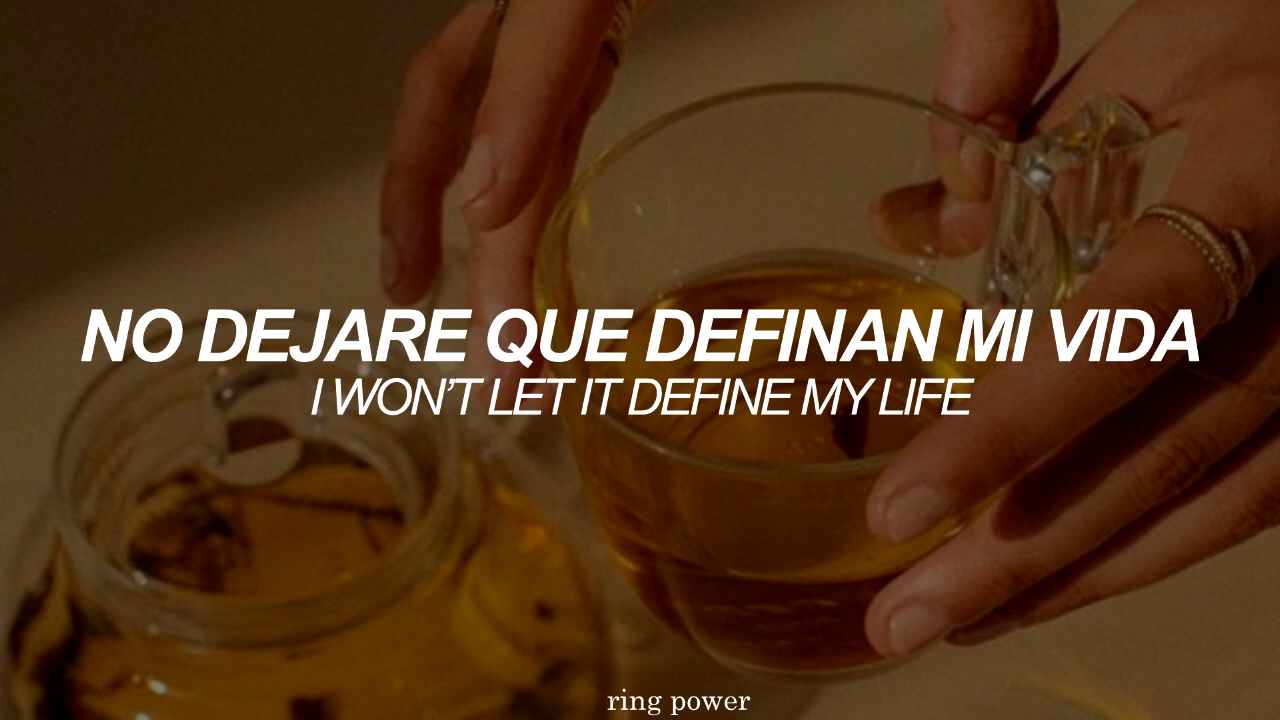 NO DEJARE QUE DEFINAN MI VIDA
I WON’T LET IT DEFINE MY LIFE
ring power